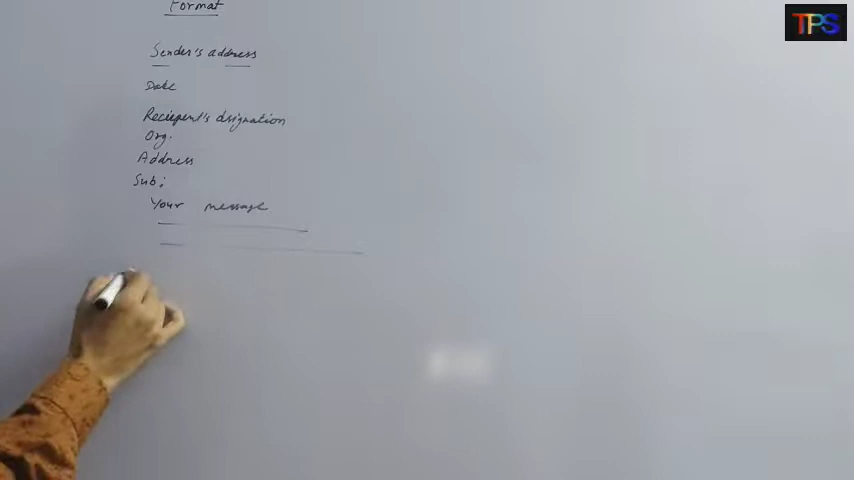 Format
Sender's address
Date
Reciepent's designation
Org.
Address
Sub:
Your message
TPS